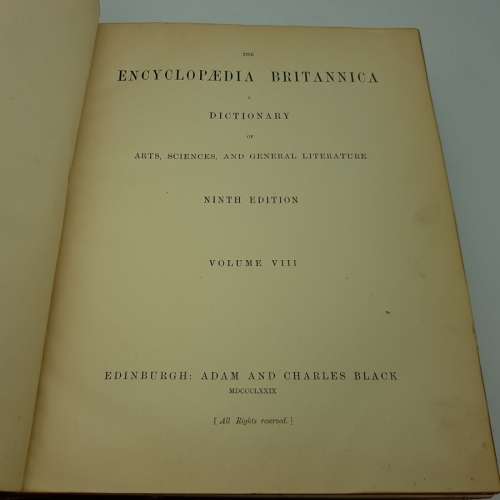 THE
ENCYCLOPÆDIA BRITANNICA
A
DICTIONARY
OF
ARTS, SCIENCES, AND GENERAL LITERATURE
NINTH EDITION
VOLUME VIII
EDINBURGH: ADAM AND CHARLES BLACK
MDCCCLXXIX
[ All Rights reserved. ]